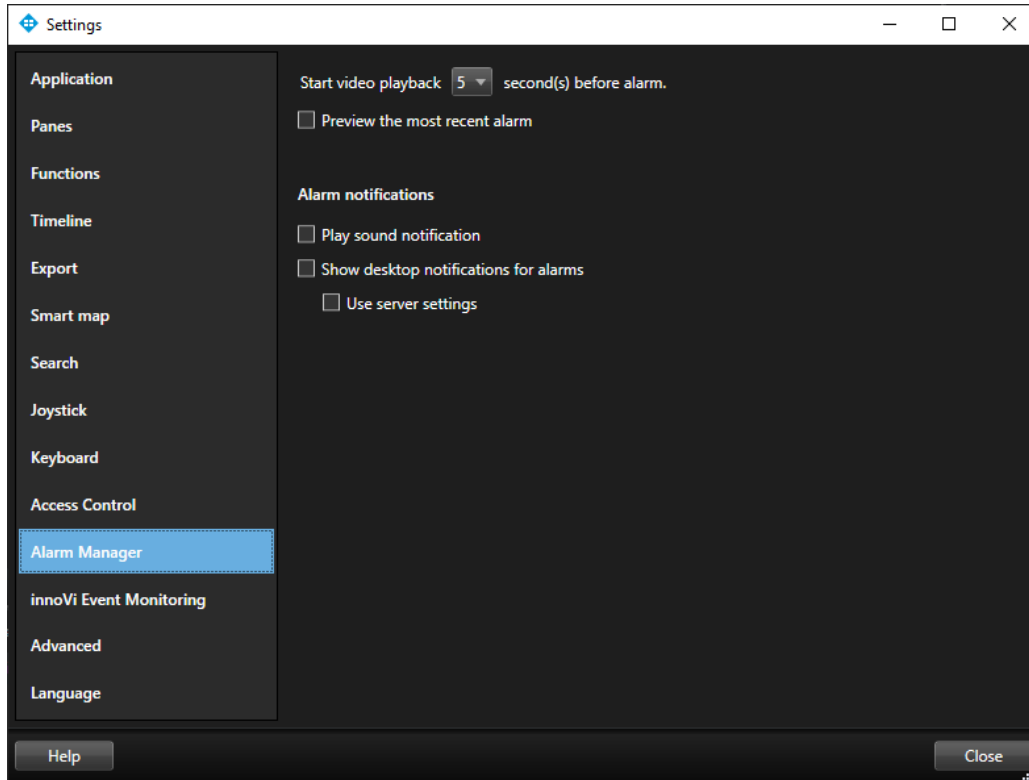 Settings
Application
Panes
Functions
Timeline
Export
Smart map
Search
Joystick
Keyboard
Access Control
Alarm Manager
innoVi Event Monitoring
Advanced
Language
Start video playback 5 second(s) before alarm.
Preview the most recent alarm
Alarm notifications
Play sound notification
Show desktop notifications for alarms
Use server settings
Help
Close